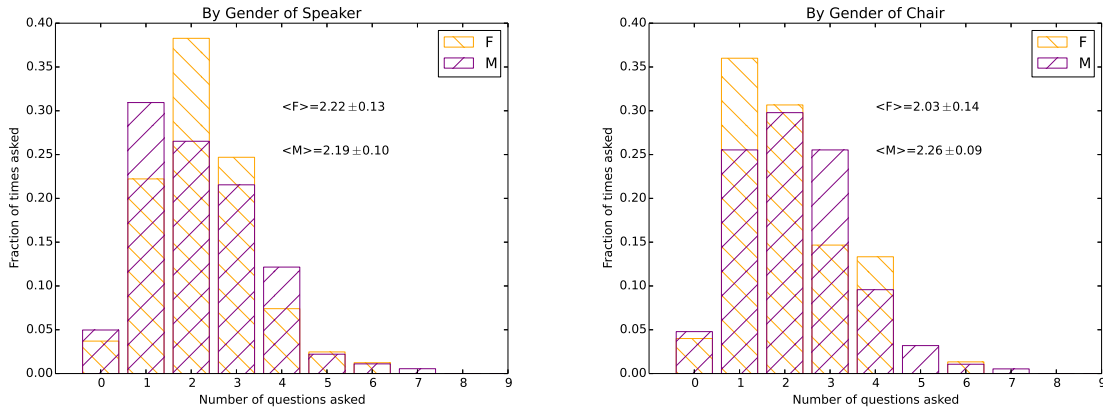 By Gender of Speaker
0.40
0.35
0.30
0.25
0.20
0.15
0.10
0.05
0.00
Fraction of times asked
F
M
<F>=2.22±0.13
<M>=2.19±0.10
0 1 2 3 4 5 6 7 8 9
Number of questions asked
By Gender of Chair
0.40
0.35
0.30
0.25
0.20
0.15
0.10
0.05
0.00
Fraction of times asked
F
M
<F>=2.03±0.14
<M>=2.26±0.09
0 1 2 3 4 5 6 7 8 9
Number of questions asked